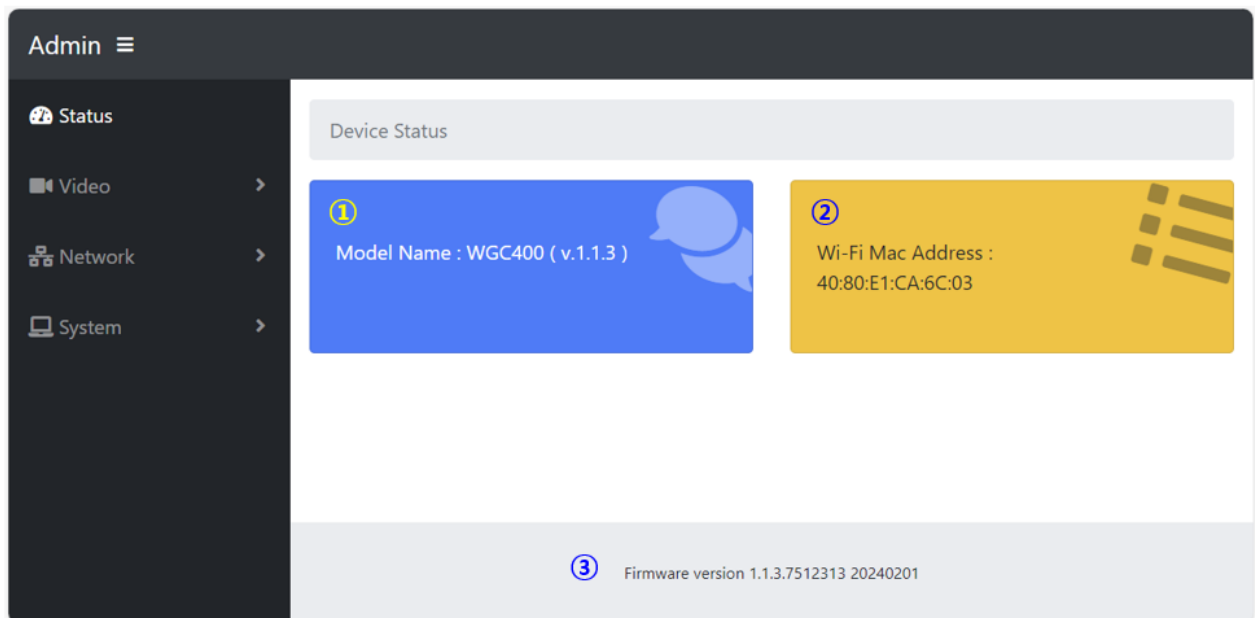 Admin
Status
Device Status
Video
①
②
Model Name : WGC400 ( v.1.1.3 )
Wi-Fi Mac Address :
40:80:E1:CA:6C:03
Network
System
③ Firmware version 1.1.3.7512313 20240201